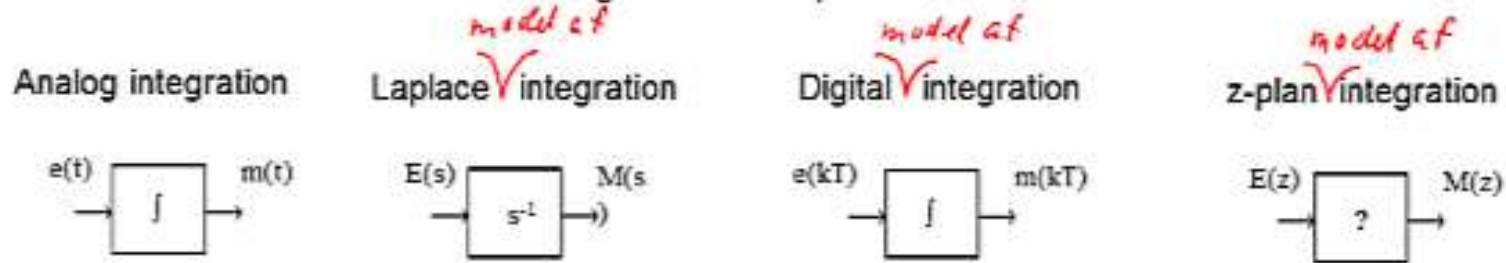 model af model af model af
Analog integration Laplace integration Digital integration z-plan integration
e(t) m(t) E(s) M(s e(kT) m(kT) E(z) M(z)
∫ s⁻¹ ) ∫ ?